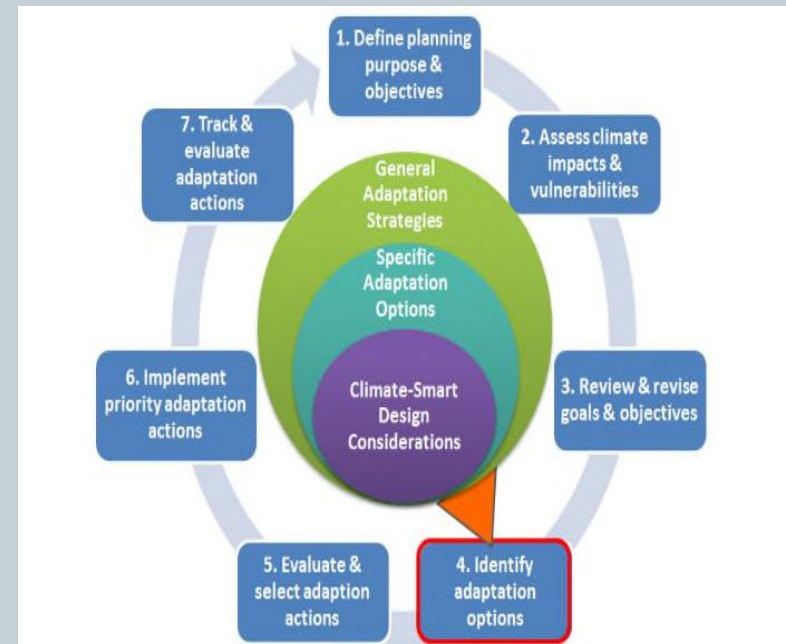 1. Define planning
purpose &
objectives
2. Assess climate
impacts &
vulnerabilities
3. Review & revise
goals & objectives
4. Identify
adaptation
options
5. Evaluate &
select adaption
actions
6. Implement
priority adaptation
actions
7. Track &
evaluate
adaptation
actions
General
Adaptation
Strategies
Specific
Adaptation
Options
Climate-Smart
Design
Considerations